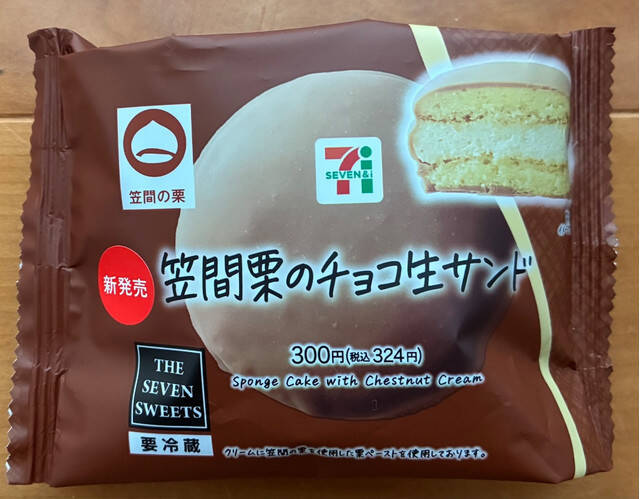 笠間の栗
7i
SEVEN&i
新発売
笠間栗のチョコ生サンド
300円(税込324円)
Sponge Cake with Chestnut Cream
THE
SEVEN
SWEETS
要冷蔵
クリームに笠間の栗を使用した栗ペーストを使用しております。